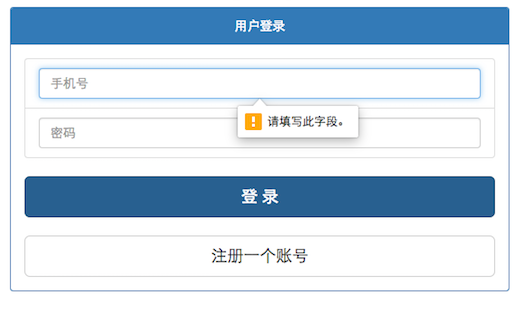 用户登录
手机号
请填写此字段。
密码
登 录
注册一个账号